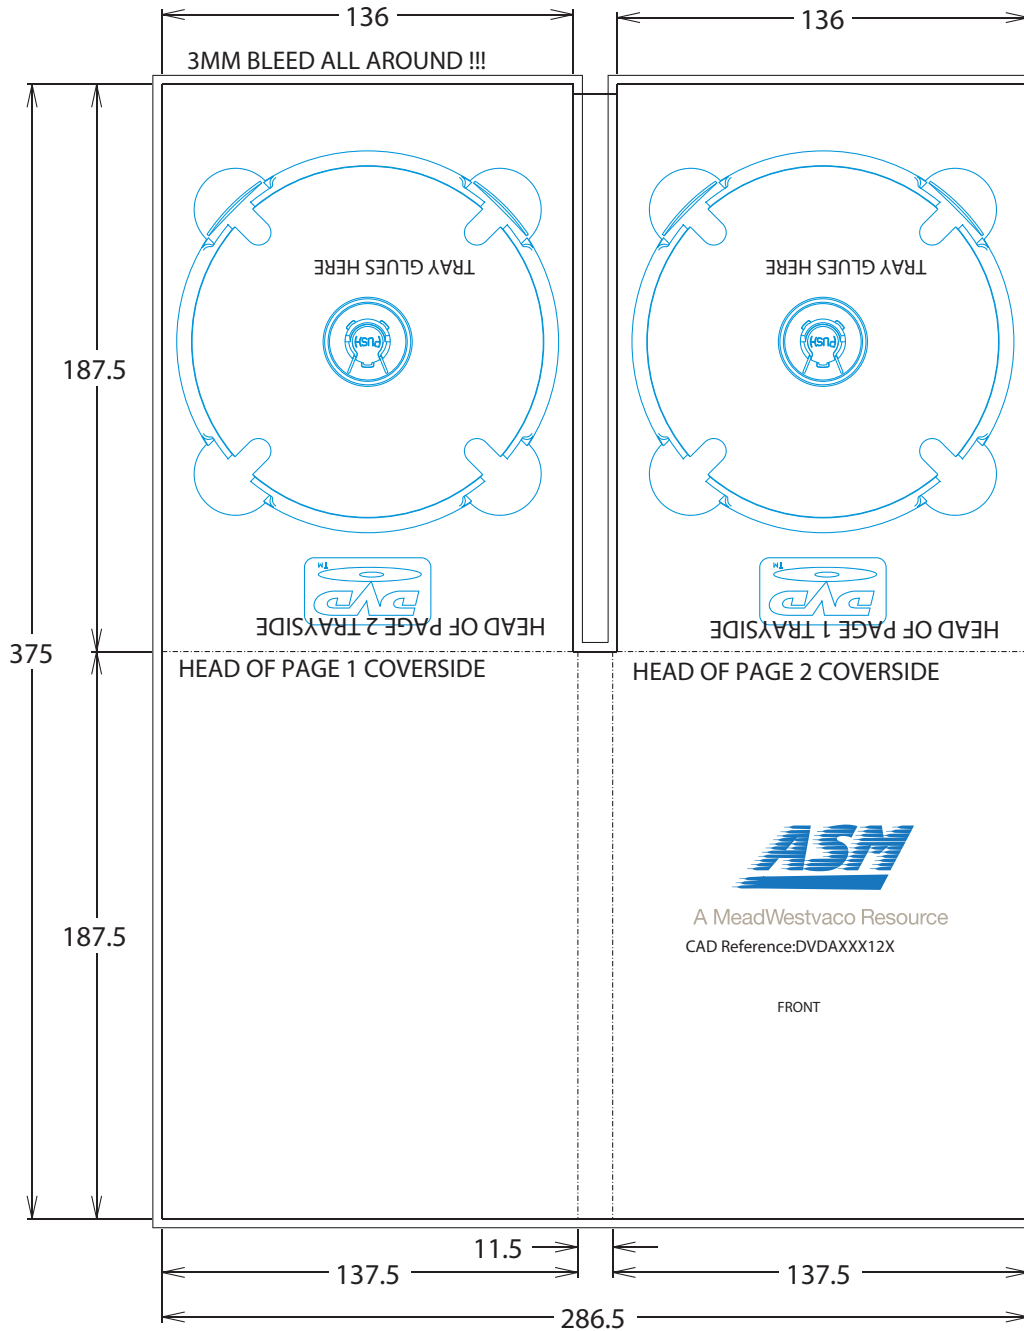 136
136
3MM BLEED ALL AROUND !!!
TRAY GLUES HERE
TRAY GLUES HERE
PUSH
PUSH
187.5
DVD TM
DVD TM
HEAD OF PAGE 2 TRAYSIDE
HEAD OF PAGE 1 TRAYSIDE
375
HEAD OF PAGE 1 COVERSIDE
HEAD OF PAGE 2 COVERSIDE
ASM
A MeadWestvaco Resource
187.5
CAD Reference:DVDAXXX12X
FRONT
11.5
137.5
137.5
286.5